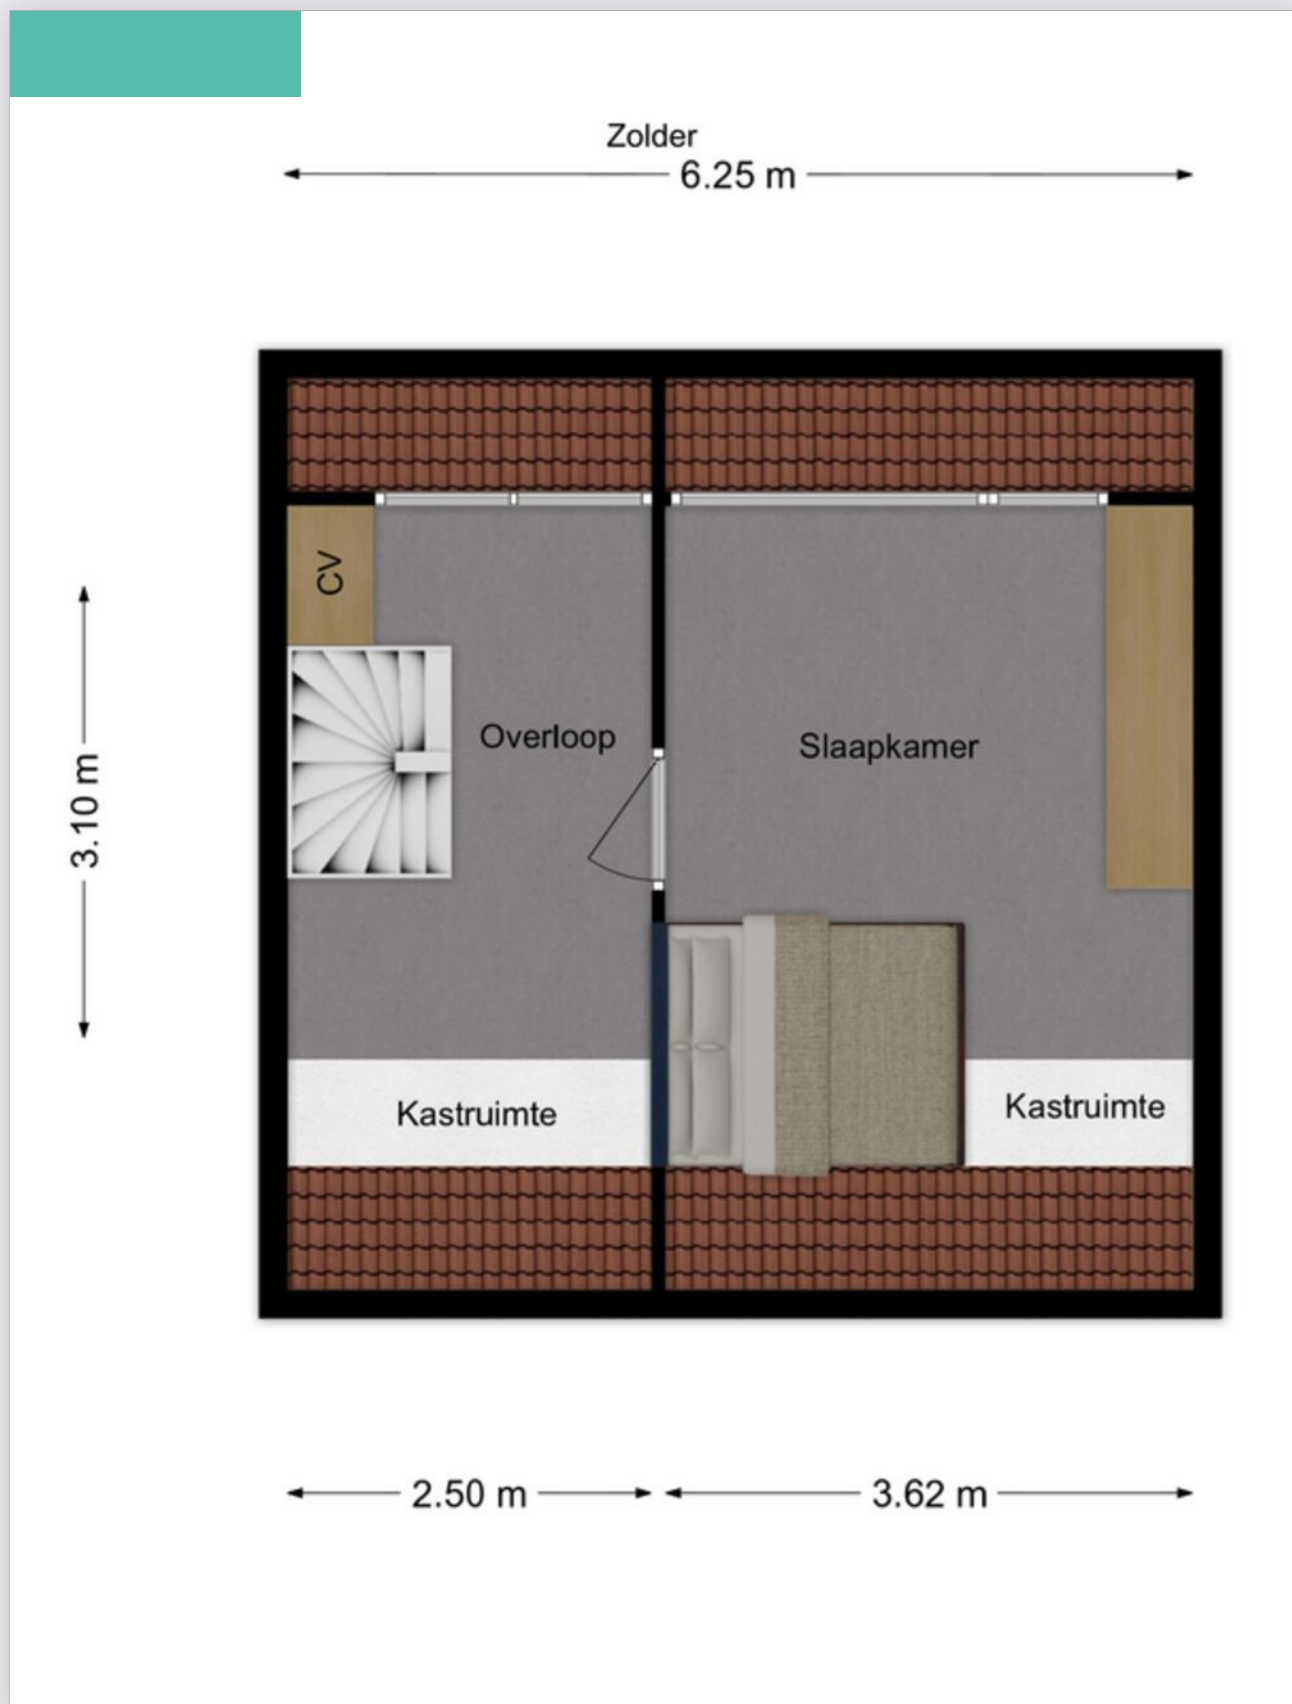 Zolder
6.25 m
CV
3.10 m
Overloop
Slaapkamer
Kastruimte
Kastruimte
2.50 m
3.62 m